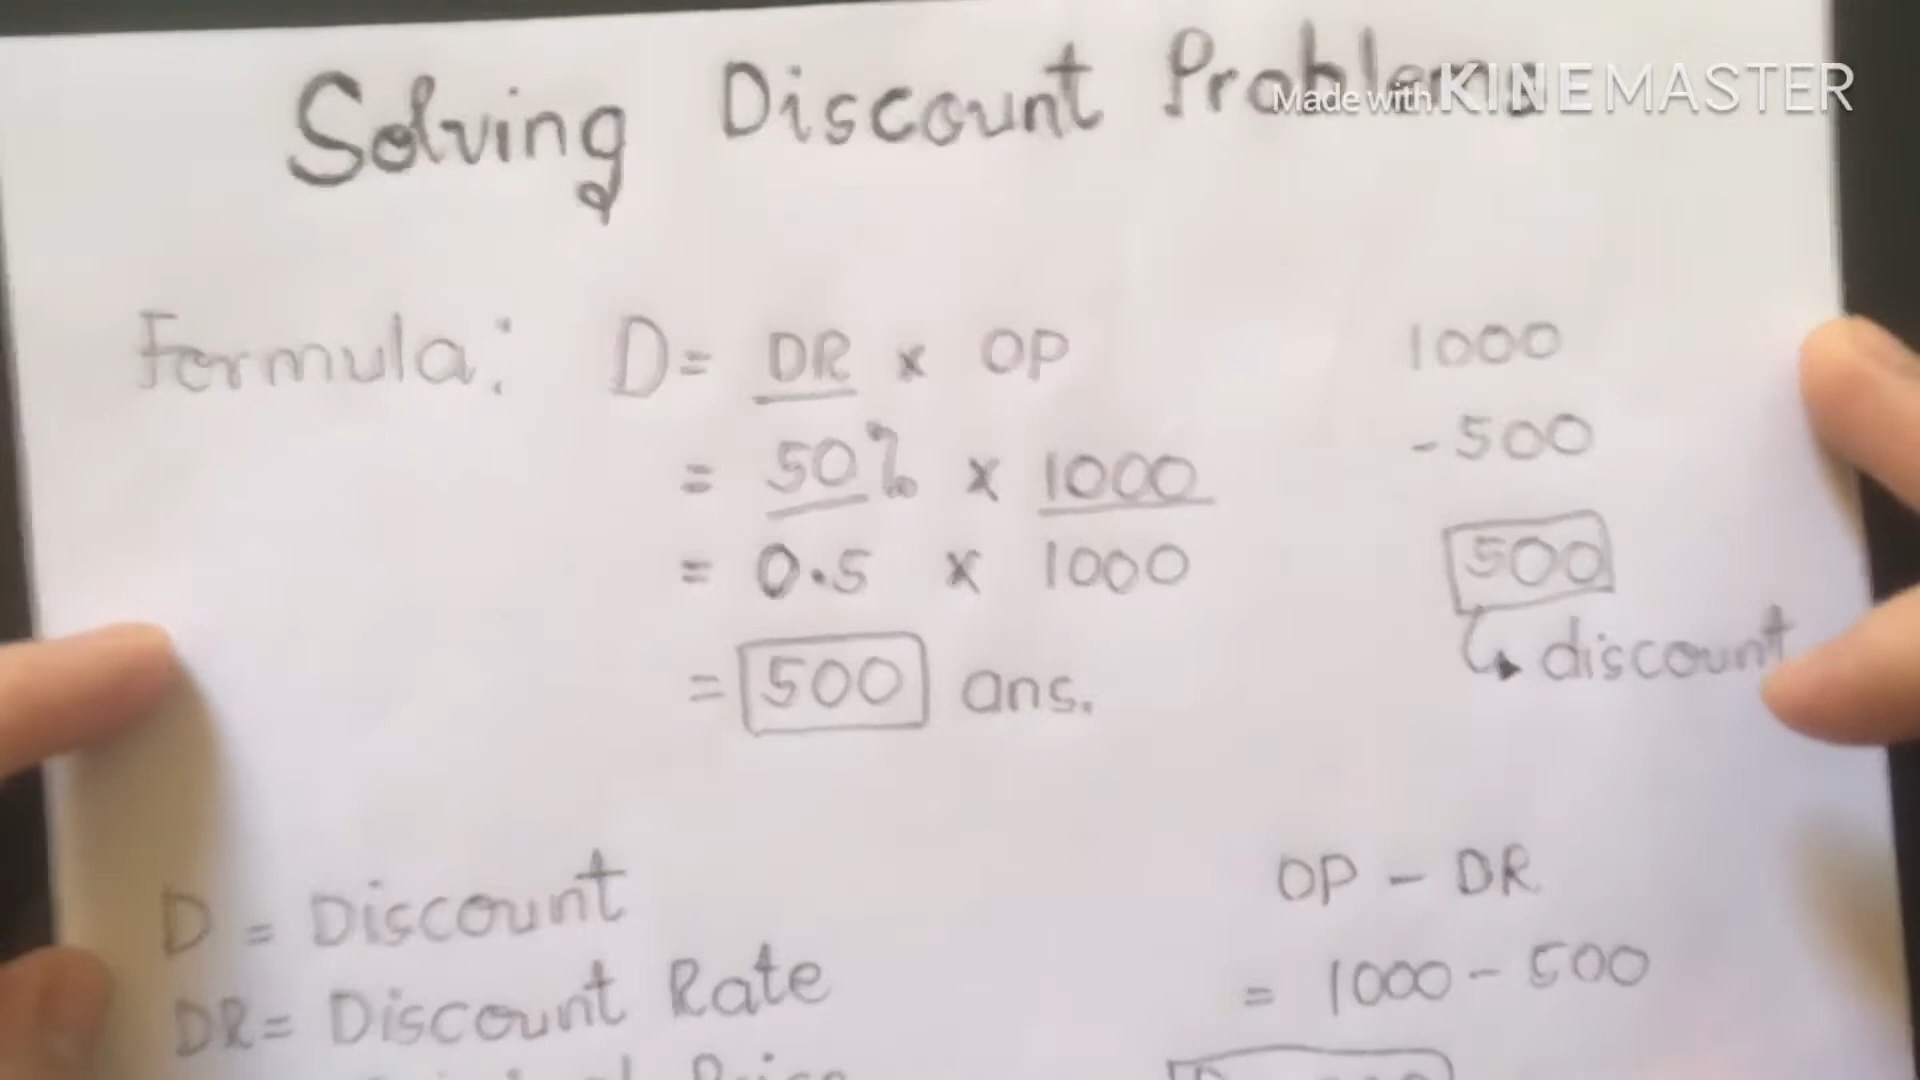 Solving Discount Problems
Made with KINEMASTER
Formula: D = DR x OP
= 50% x 1000
= 0.5 x 1000
= 500 ans.
1000
- 500
500
discount
D = Discount
DR = Discount Rate
Price
OP - DR
= 1000 - 500